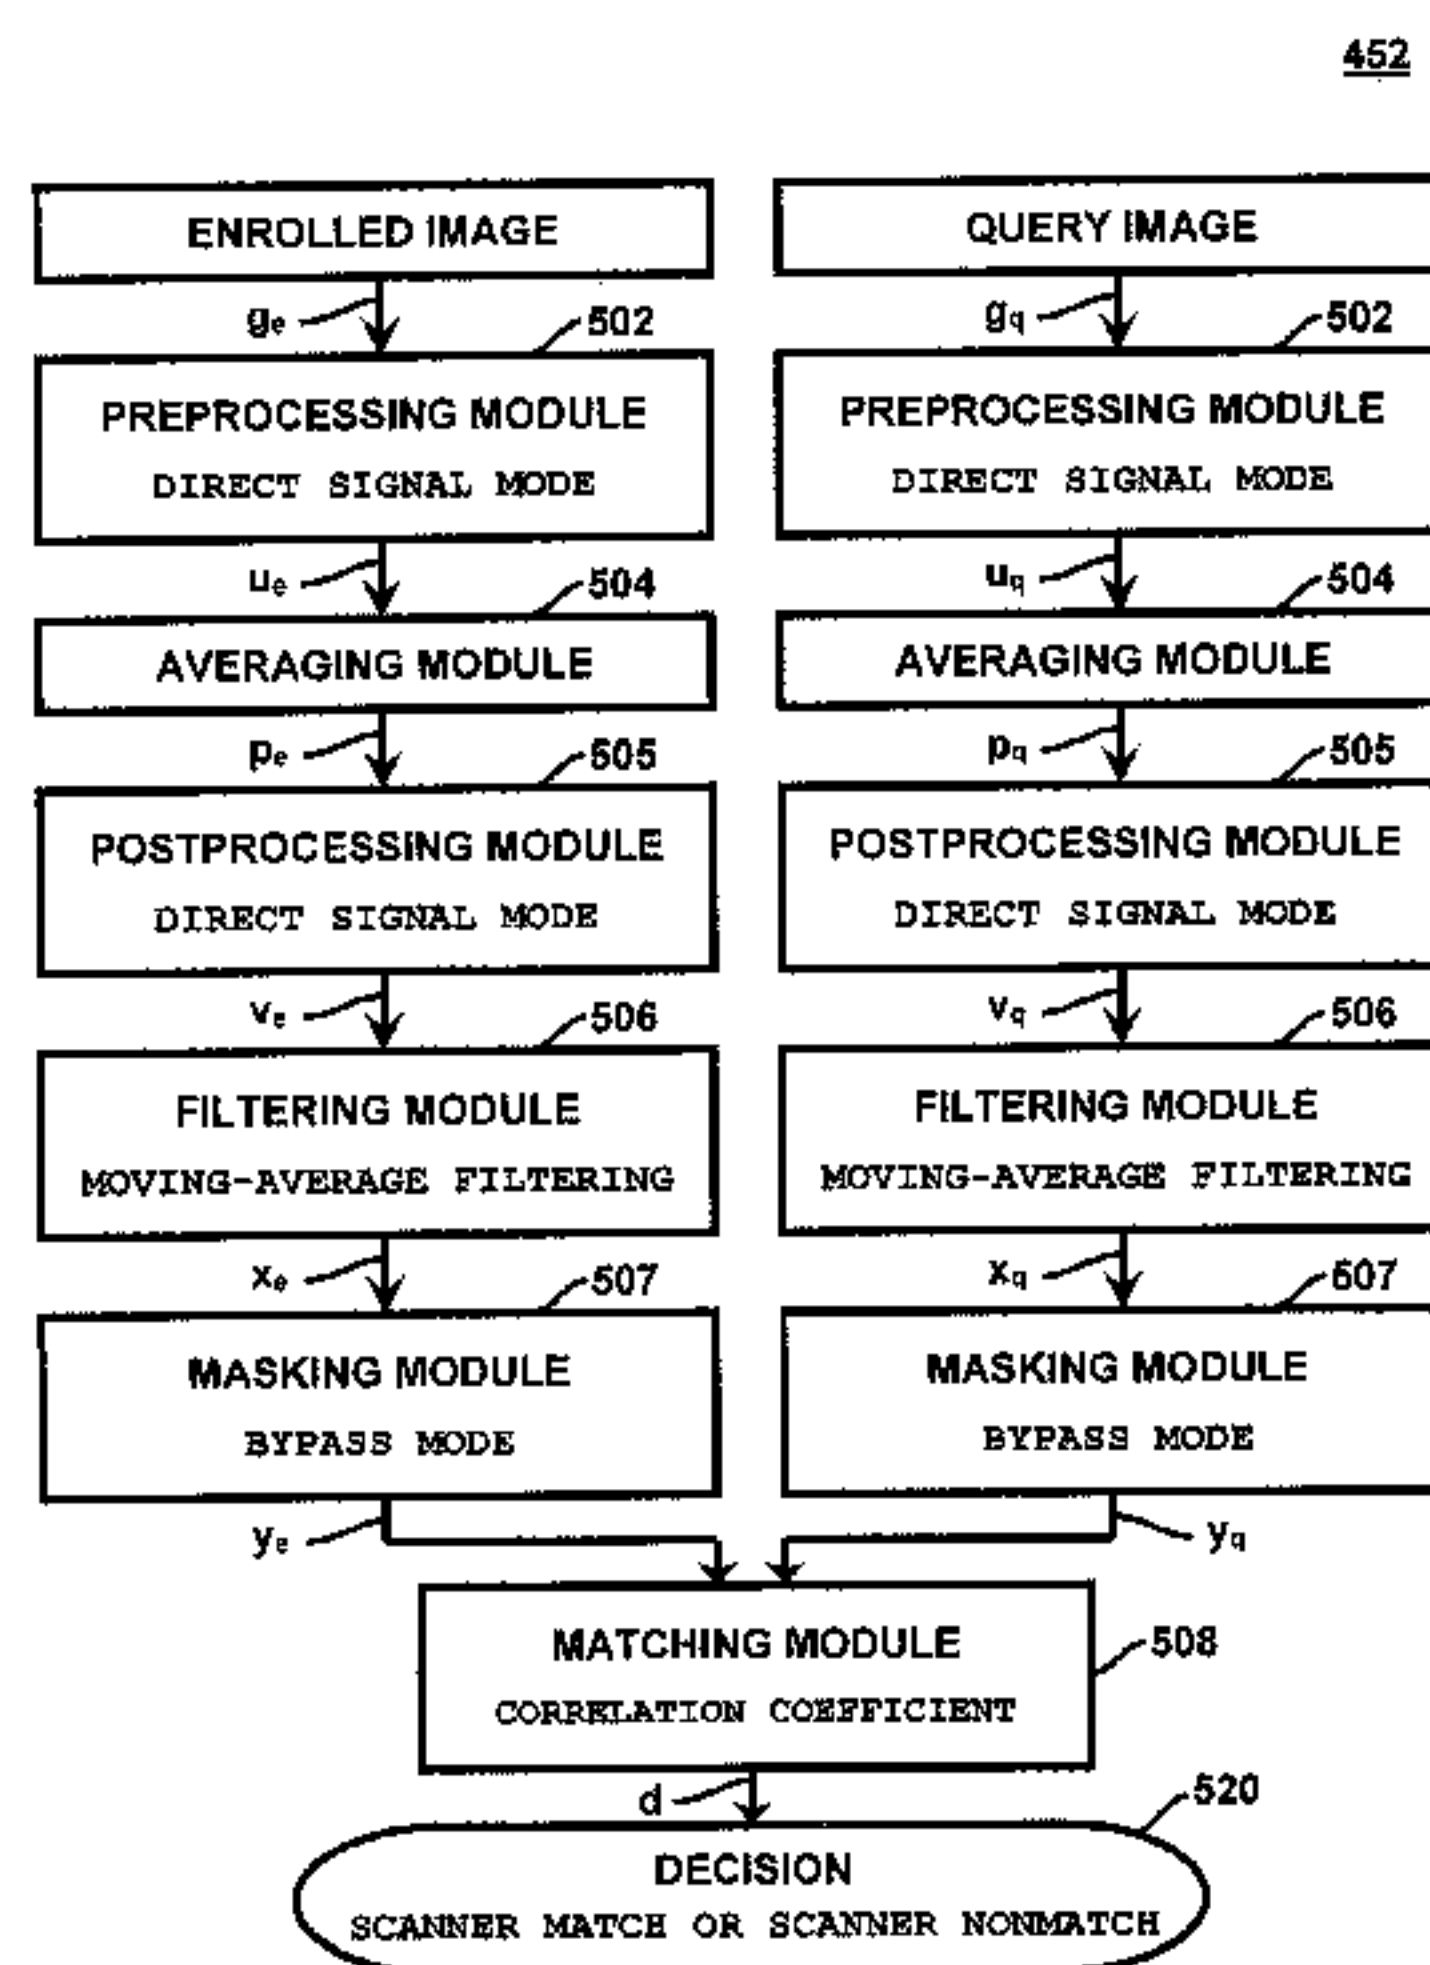 452
ENROLLED IMAGE
QUERY IMAGE
ge
502
gq
502
PREPROCESSING MODULE
DIRECT SIGNAL MODE
PREPROCESSING MODULE
DIRECT SIGNAL MODE
ue
504
uq
504
AVERAGING MODULE
AVERAGING MODULE
pe
505
pq
505
POSTPROCESSING MODULE
DIRECT SIGNAL MODE
POSTPROCESSING MODULE
DIRECT SIGNAL MODE
ve
506
vq
506
FILTERING MODULE
MOVING-AVERAGE FILTERING
FILTERING MODULE
MOVING-AVERAGE FILTERING
xe
507
xq
507
MASKING MODULE
BYPASS MODE
MASKING MODULE
BYPASS MODE
ye
yq
MATCHING MODULE
CORRELATION COEFFICIENT
508
d
520
DECISION
SCANNER MATCH OR SCANNER NONMATCH